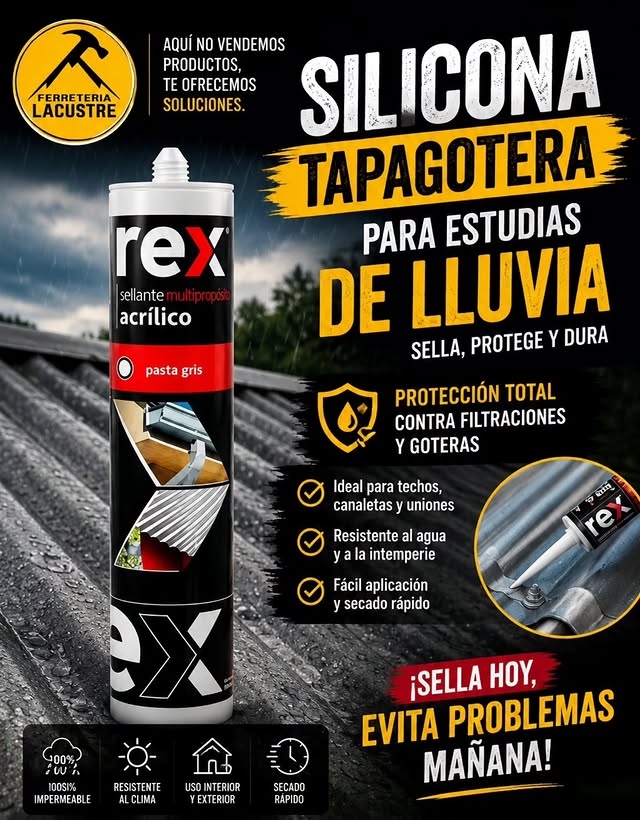 FERRETERIA
LACUSTRE
AQUÍ NO VENDEMOS
PRODUCTOS,
TE OFRECEMOS
SOLUCIONES.
SILICONA
TAPAGOTERA
PARA ESTUDIAS
DE LLUVIA
SELLA, PROTEGE Y DURA
rex®
sellante multipropósito
acrílico
pasta gris
ex
PROTECCIÓN TOTAL
CONTRA FILTRACIONES
Y GOTERAS
Ideal para techos,
canaletas y uniones
Resistente al agua
y a la intemperie
Fácil aplicación
y secado rápido
rex
¡SELLA HOY,
EVITA PROBLEMAS
MAÑANA!
100SI%
IMPERMEABLE
RESISTENTE
AL CLIMA
USO INTERIOR
Y EXTERIOR
SECADO
RÁPIDO